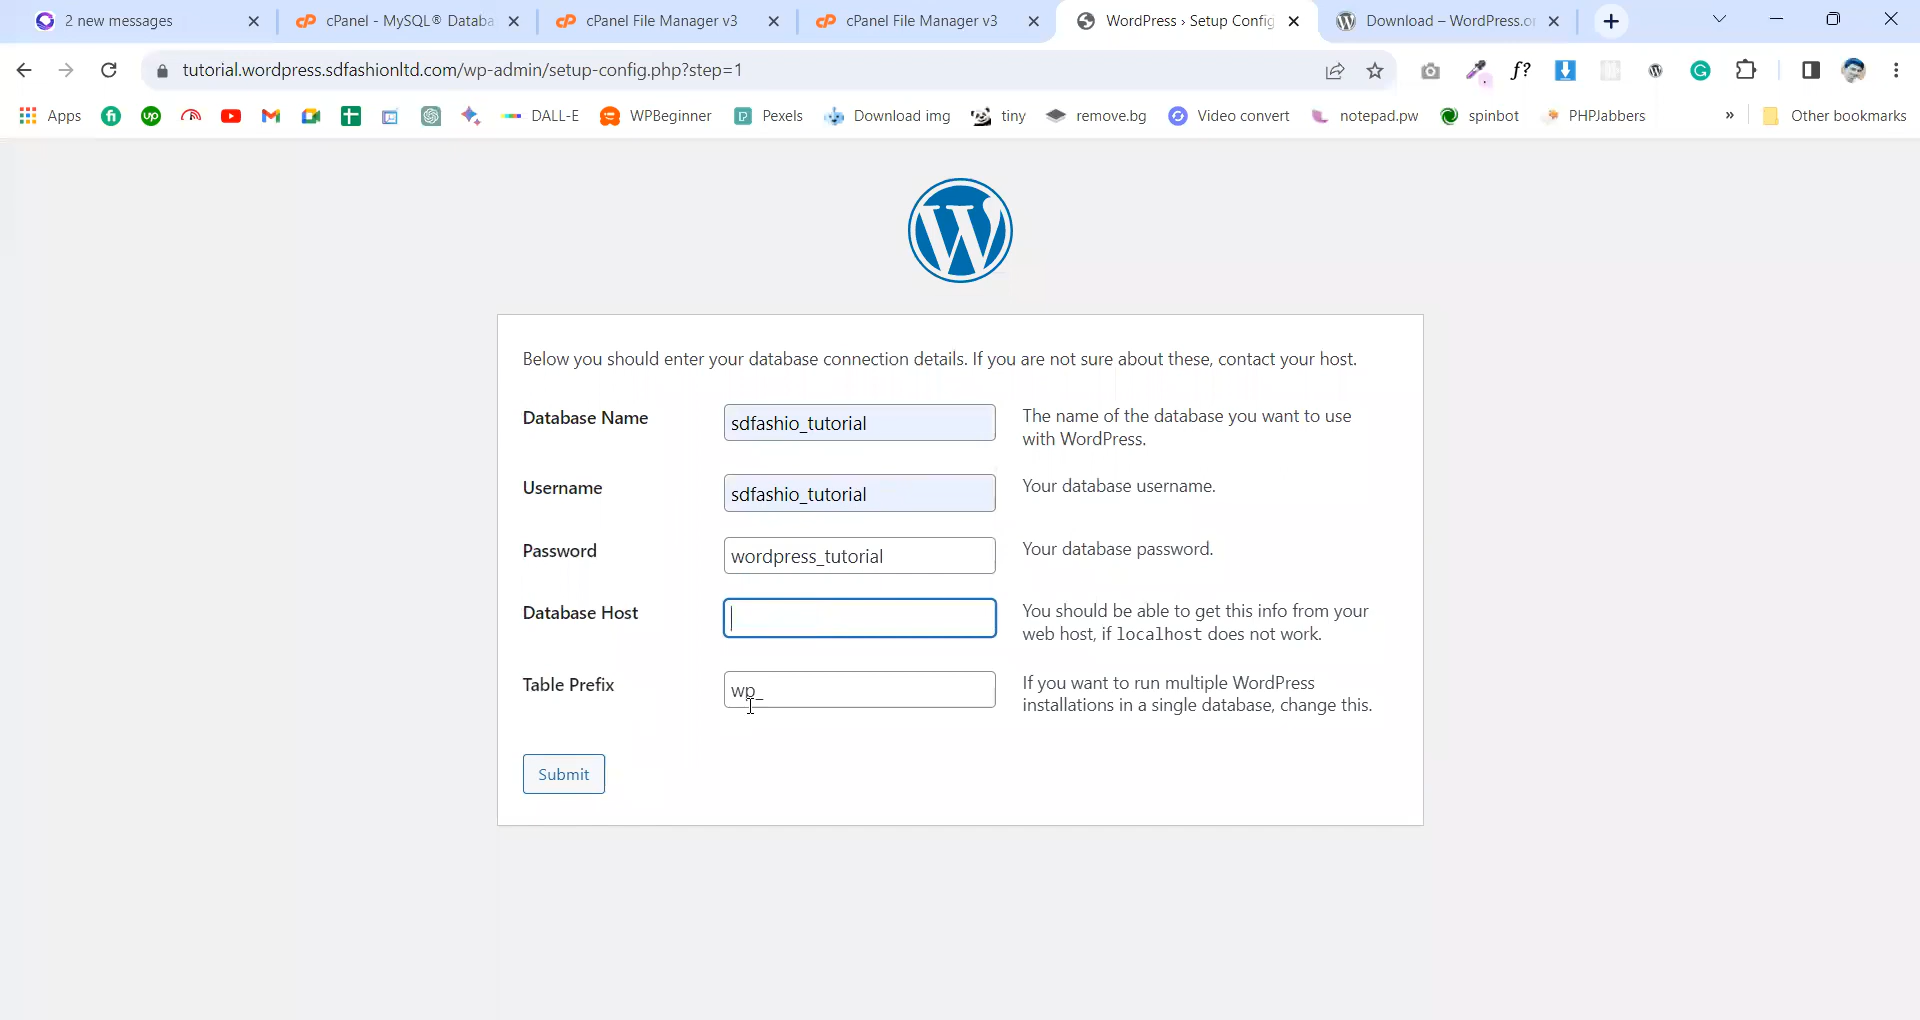 2 new messages
cPanel - MySQL® Databa
cPanel File Manager v3
cPanel File Manager v3
WordPress › Setup Config
Download – WordPress.or
tutorial.wordpress.sdfashionltd.com/wp-admin/setup-config.php?step=1
Apps
DALL-E
WPBeginner
Pexels
Download img
tiny
remove.bg
Video convert
notepad.pw
spinbot
PHPJabbers
»
Other bookmarks
Below you should enter your database connection details. If you are not sure about these, contact your host.
Database Name
sdfashio_tutorial
The name of the database you want to use
with WordPress.
Username
sdfashio_tutorial
Your database username.
Password
wordpress_tutorial
Your database password.
Database Host
You should be able to get this info from your
web host, if localhost does not work.
Table Prefix
wp_
If you want to run multiple WordPress
installations in a single database, change this.
Submit